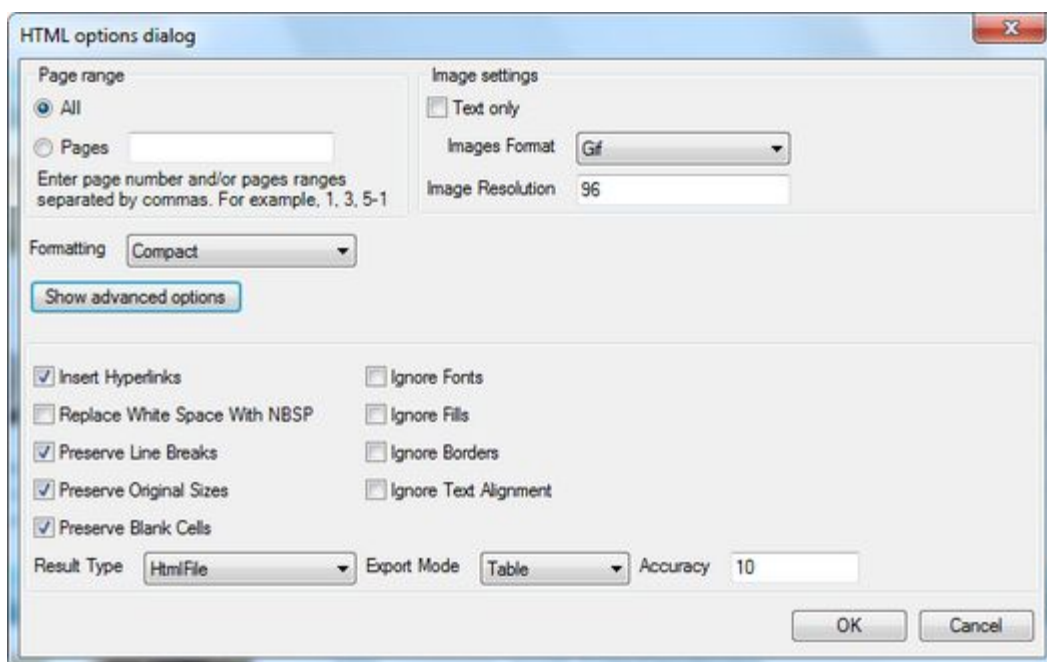 HTML options dialog
Page range
All
Pages
Enter page number and/or pages ranges
separated by commas. For example, 1, 3, 5-1
Image settings
Text only
Images Format Gif
Image Resolution 96
Formatting Compact
Show advanced options
Insert Hyperlinks
Replace White Space With NBSP
Preserve Line Breaks
Preserve Original Sizes
Preserve Blank Cells
Ignore Fonts
Ignore Fills
Ignore Borders
Ignore Text Alignment
Result Type HtmlFile Export Mode Table Accuracy 10
OK Cancel